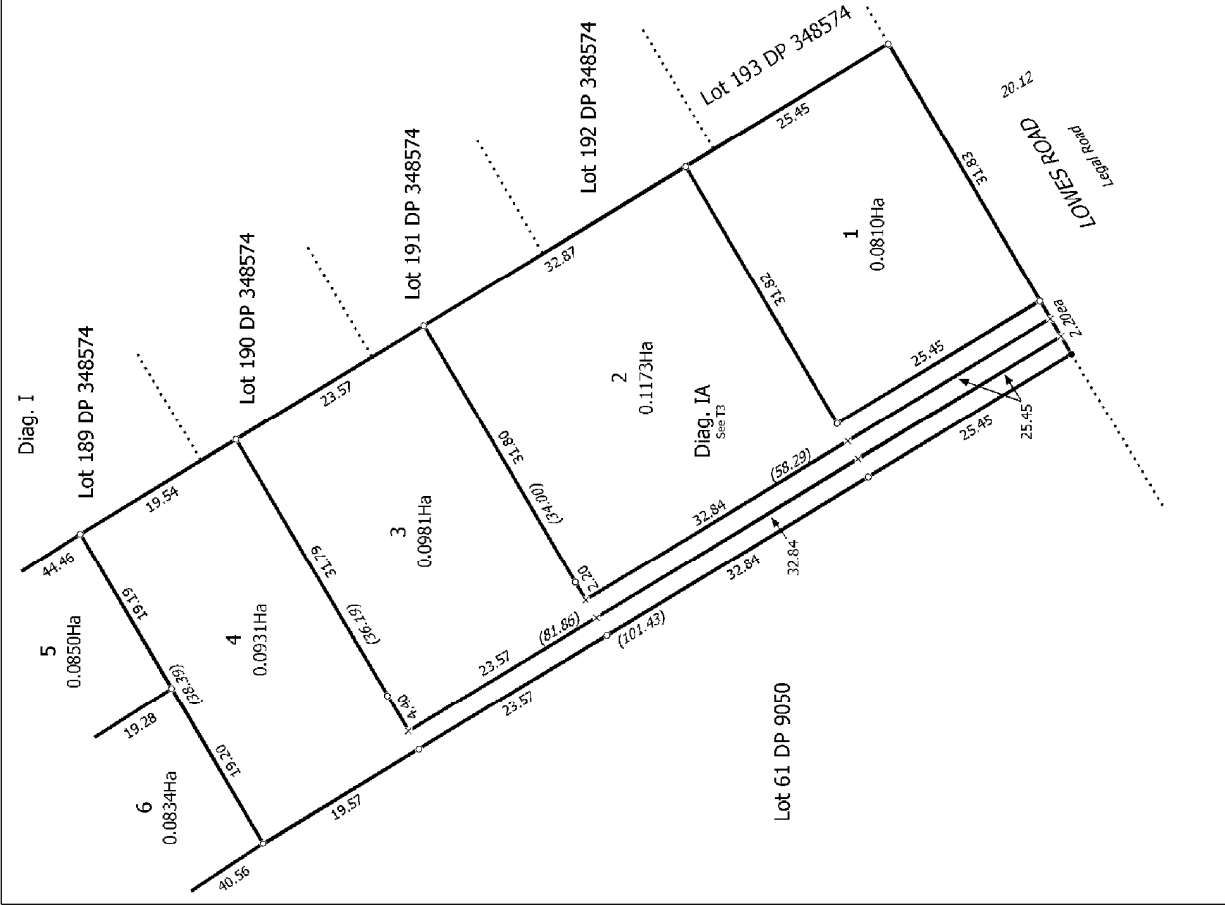 Diag. I
Lot 189 DP 348574
Lot 190 DP 348574
Lot 191 DP 348574
Lot 192 DP 348574
Lot 193 DP 348574
44.46
19.54
23.57
32.87
25.45
5
0.0850Ha
19.19
(38.39)
19.20
19.28
6
0.0834Ha
40.56
4
0.0931Ha
31.79
(36.19)
4.40
3
0.0981Ha
31.80
(34.00)
2.20
2
0.1173Ha
Diag. IA
See T3
31.82
1
0.0810Ha
31.83
20.12
LOWES ROAD
Legal Road
25.45
2.20ea
25.45
25.45
(58.29)
32.84
32.84
32.84
(81.86)
23.57
(101.43)
23.57
19.57
Lot 61 DP 9050